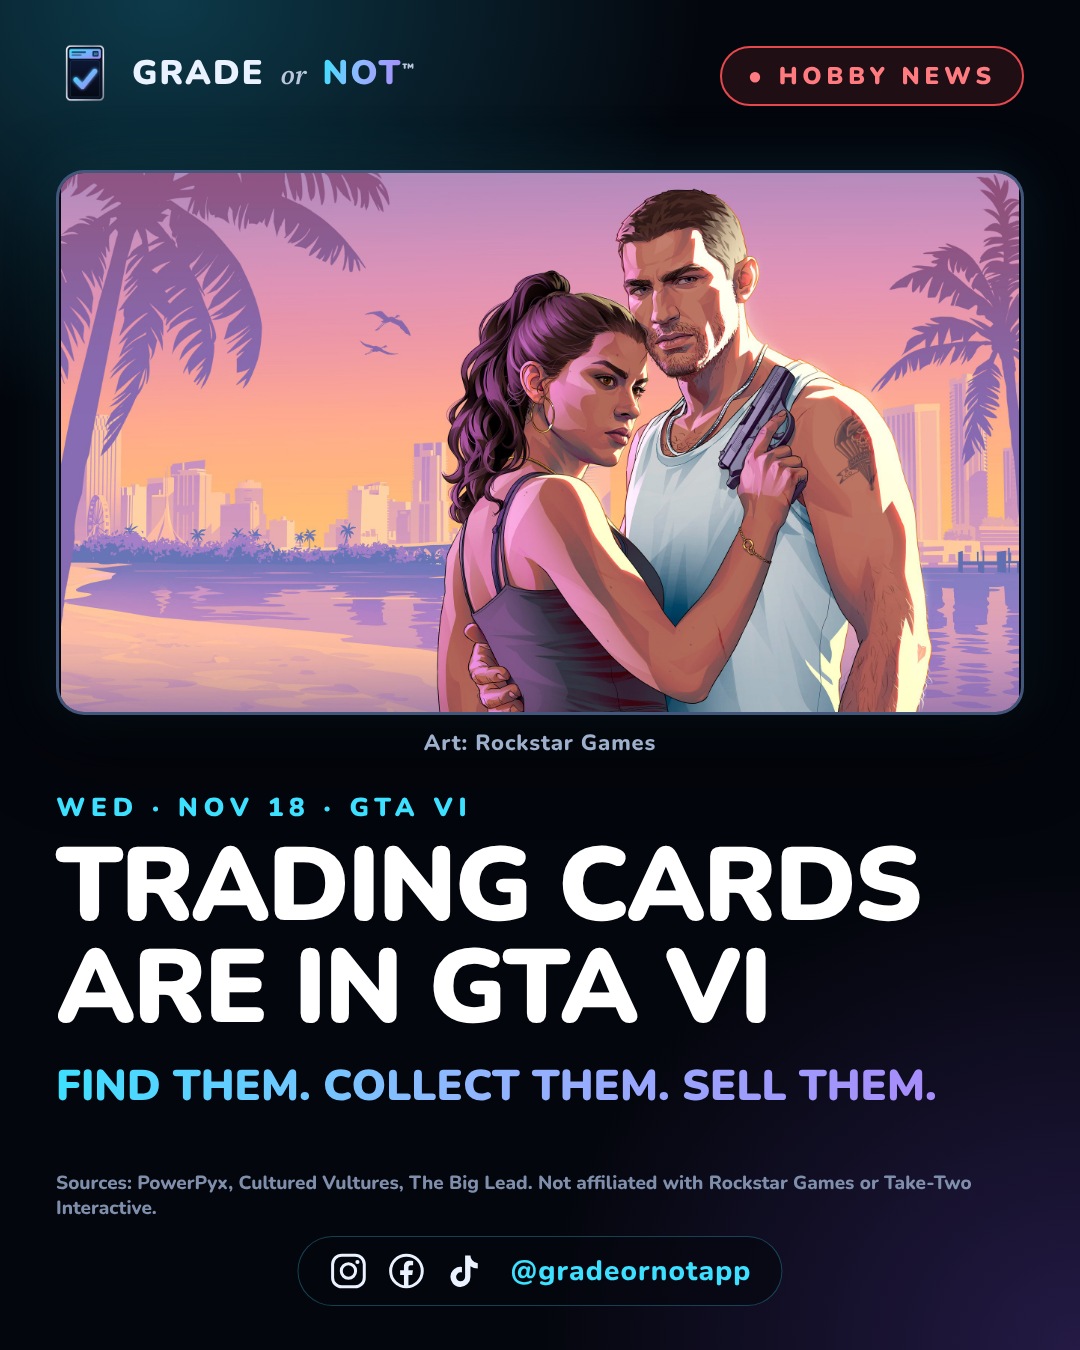 GRADE or NOT™
HOBBY NEWS
Art: Rockstar Games
WED · NOV 18 · GTA VI
TRADING CARDS
ARE IN GTA VI
FIND THEM. COLLECT THEM. SELL THEM.
Sources: PowerPyx, Cultured Vultures, The Big Lead. Not affiliated with Rockstar Games or Take-Two
Interactive.
@gradeornotapp